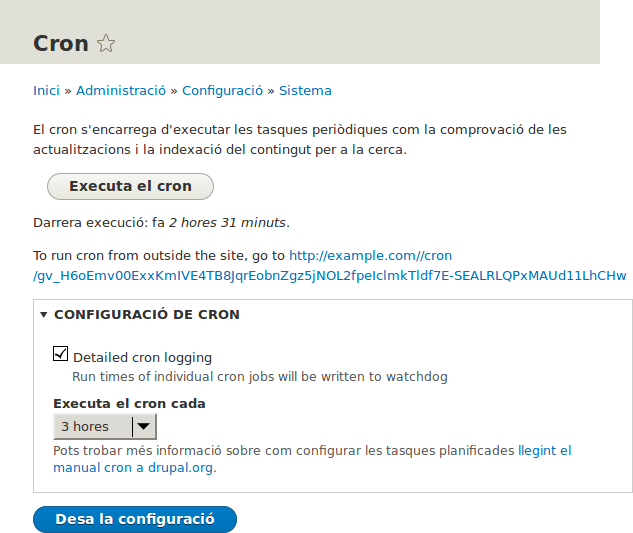 Cron
Inici » Administració » Configuració » Sistema
El cron s'encarrega d'executar les tasques periòdiques com la comprovació de les
actualitzacions i la indexació del contingut per a la cerca.
Executa el cron
Darrera execució: fa 2 hores 31 minuts.
To run cron from outside the site, go to http://example.com//cron
/gv_H6oEmv00ExxKmIVE4TB8JqrEobnZgz5jNOL2fpeIclmkTldf7E-SEALRLQPxMAUd11LhCHw
CONFIGURACIÓ DE CRON
Detailed cron logging
Run times of individual cron jobs will be written to watchdog
Executa el cron cada
3 hores
Pots trobar més informació sobre com configurar les tasques planificades llegint el
manual cron a drupal.org.
Desa la configuració